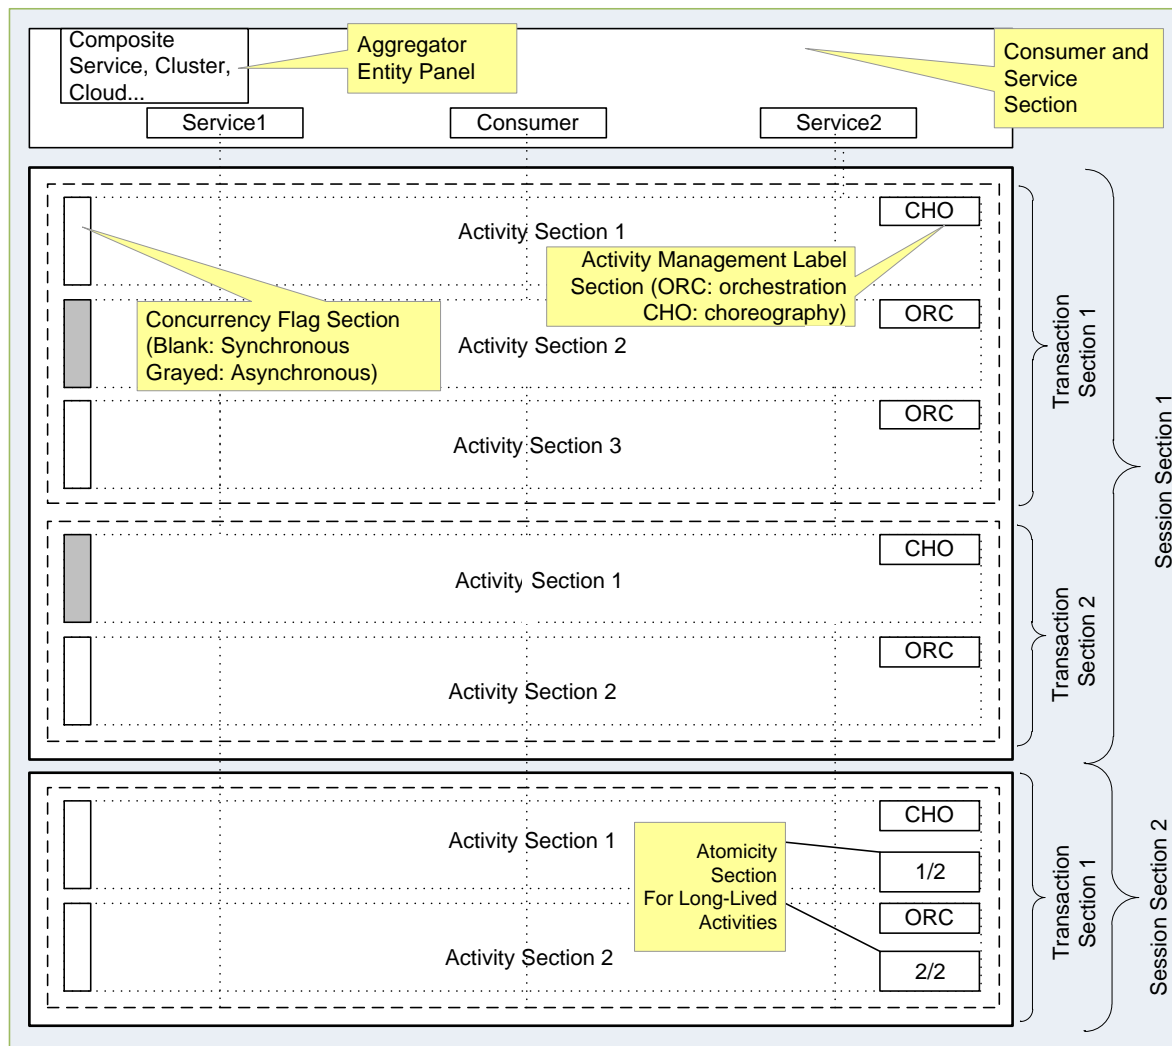 Composite
Service, Cluster,
Cloud...
Aggregator
Entity Panel
Consumer and
Service
Section
Service1
Consumer
Service2
Activity Section 1
CHO
Activity Management Label
Section (ORC: orchestration
CHO: choreography)
Concurrency Flag Section
(Blank: Synchronous
Grayed: Asynchronous)
Activity Section 2
ORC
Activity Section 3
ORC
Transaction
Section 1
Activity Section 1
CHO
Activity Section 2
ORC
Transaction
Section 2
Session Section 1
Activity Section 1
CHO
Atomicity
Section
For Long-Lived
Activities
1/2
Activity Section 2
ORC
2/2
Transaction
Section 1
Session Section 2